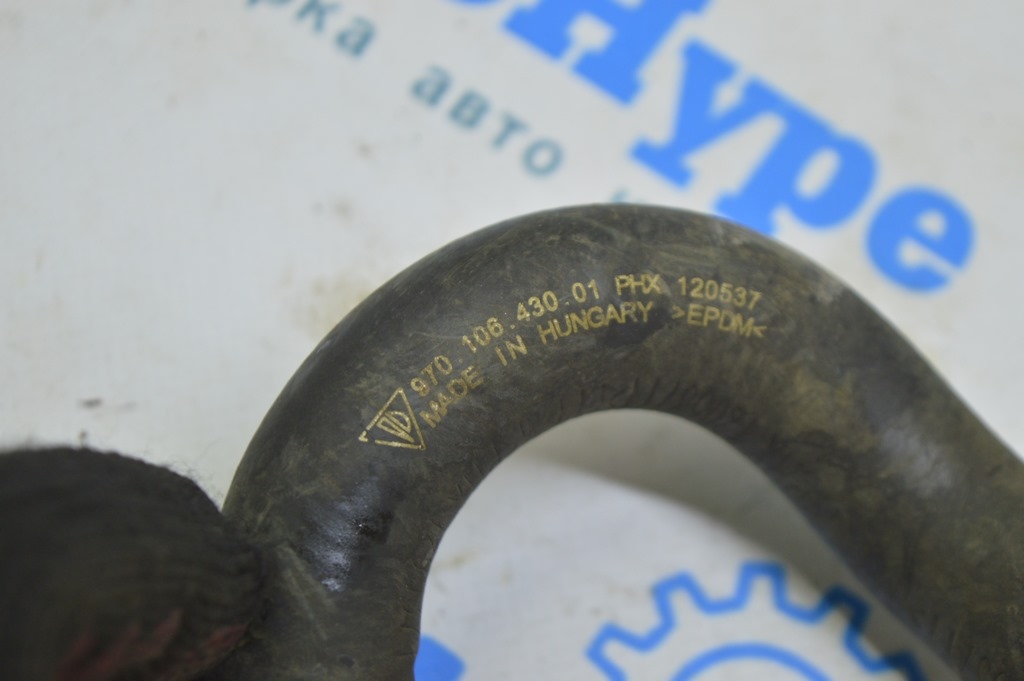 авто
Hype
970.106.430.01 PHX 120537
MADE IN HUNGARY >EPDM<